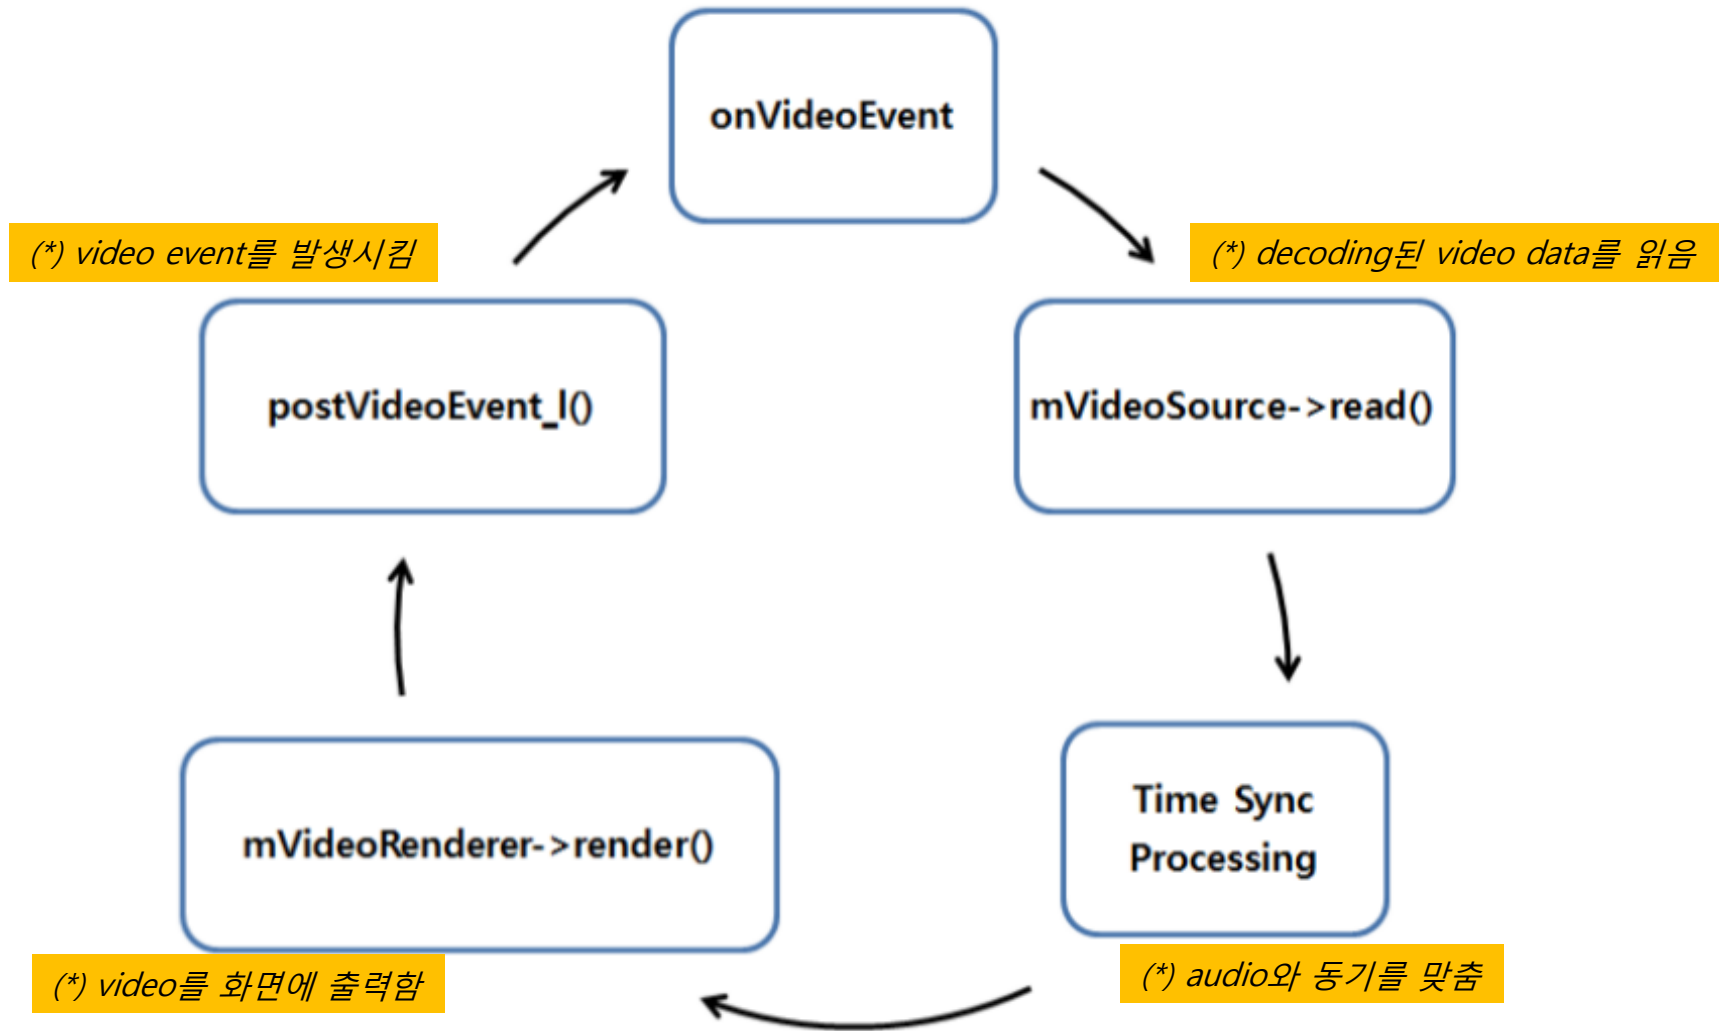 onVideoEvent
(*) video event를 발생시킴
(*) decoding된 video data를 읽음
postVideoEvent_l()
mVideoSource->read()
mVideoRenderer->render()
Time Sync
Processing
(*) video를 화면에 출력함
(*) audio와 동기를 맞춤